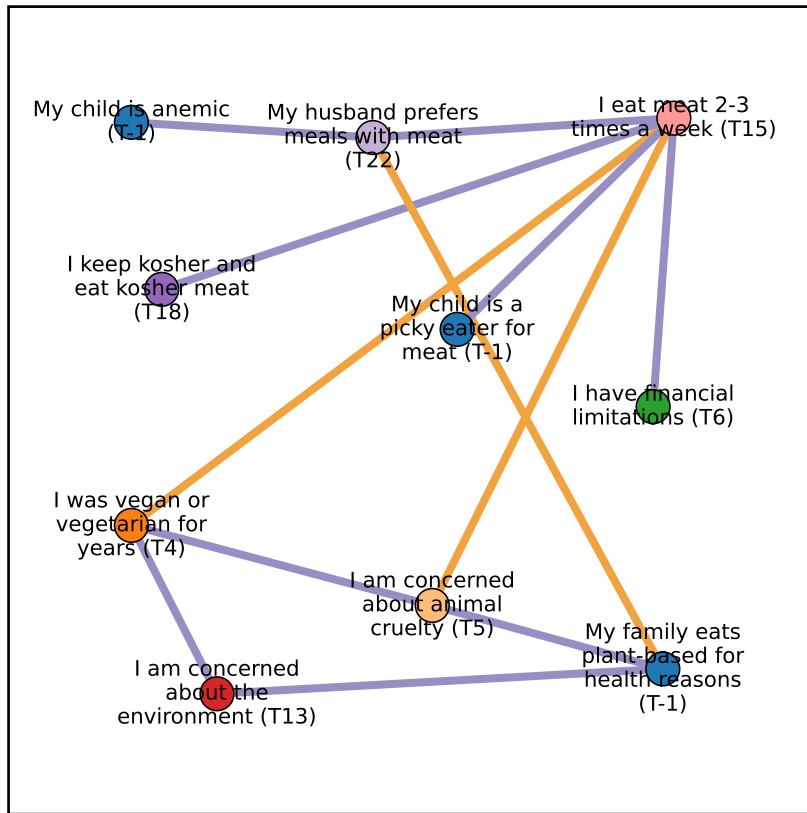 My child is anemic
(T-1)
My husband prefers
meals with meat
(T22)
I eat meat 2-3
times a week (T15)
I keep kosher and
eat kosher meat
(T18)
My child is a
picky eater for
meat (T-1)
I have financial
limitations (T6)
I was vegan or
vegetarian for
years (T4)
I am concerned
about animal
cruelty (T5)
My family eats
plant-based for
health reasons
(T-1)
I am concerned
about the
environment (T13)